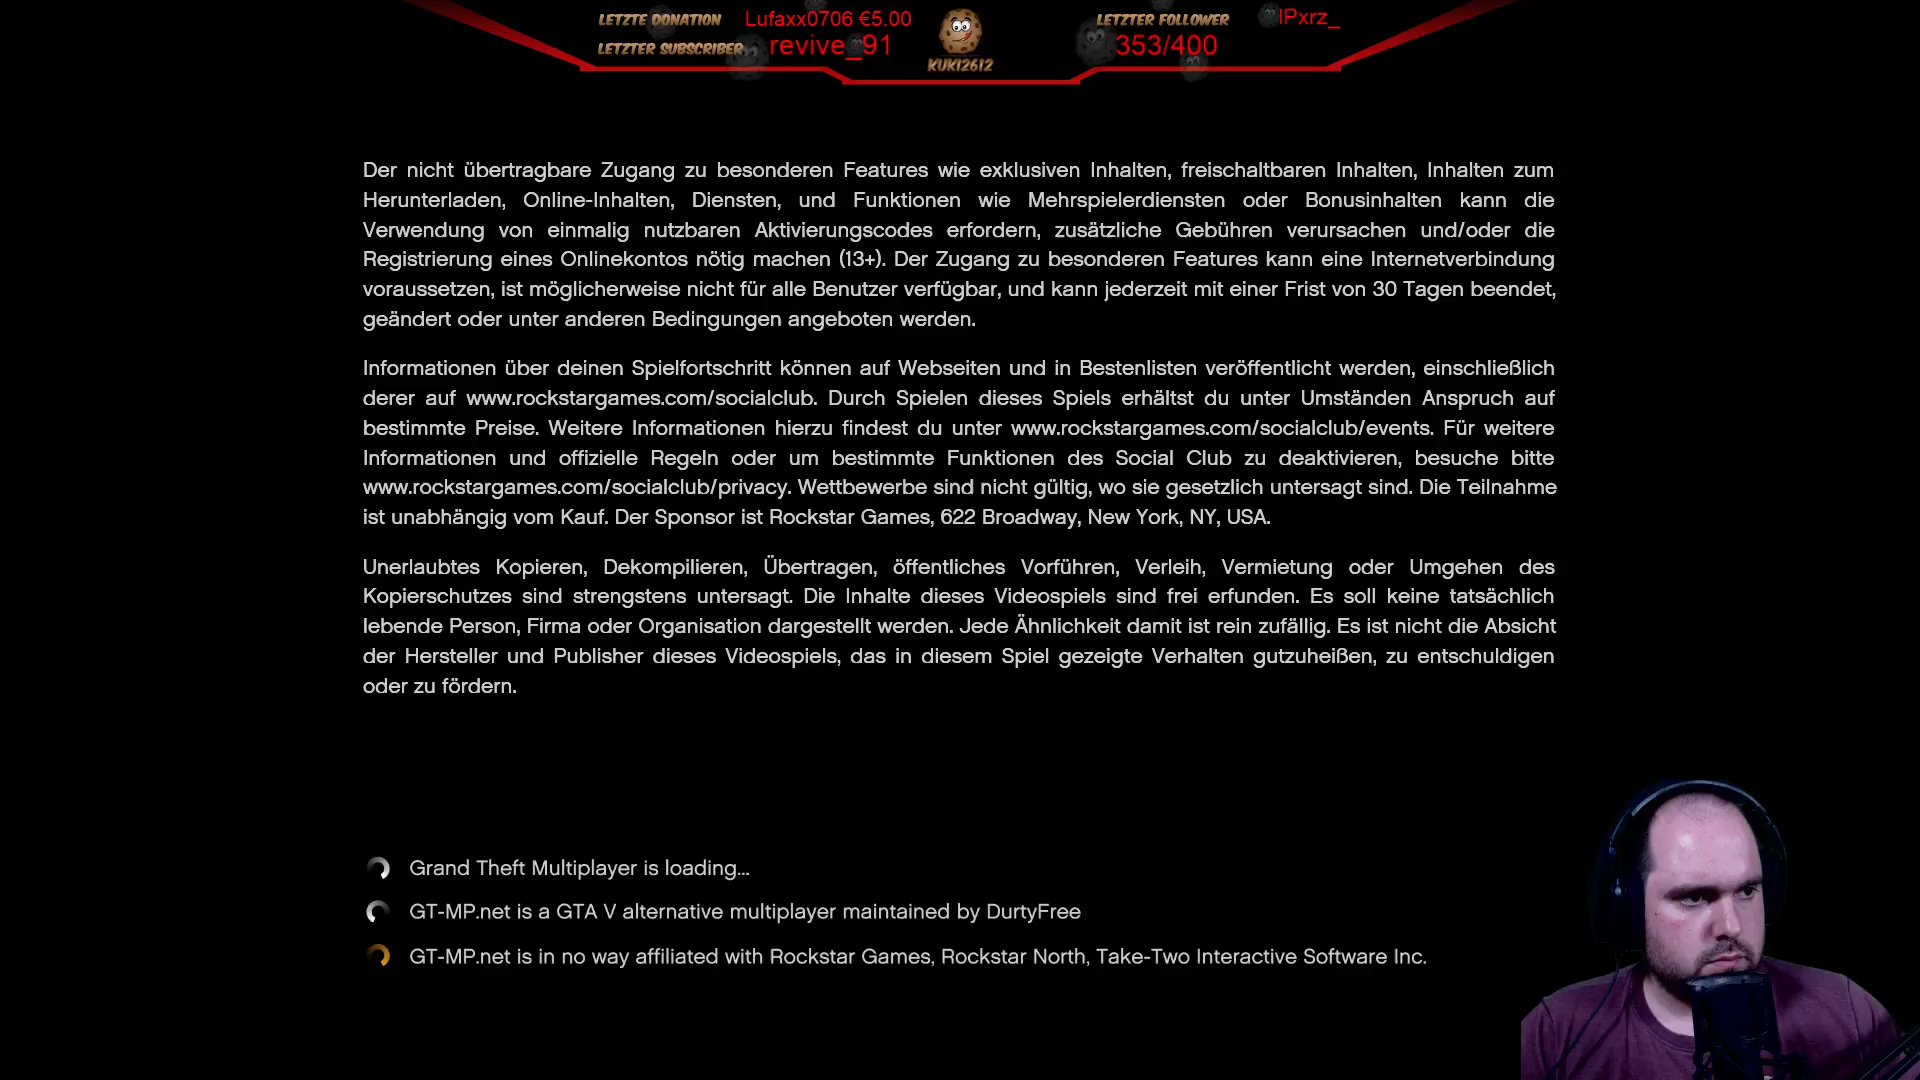 LETZTE DONATION Lufaxx0706 €5.00
LETZTER SUBSCRIBER revive_91
KUKI2612
LETZTER FOLLOWER lPxrz_
353/400
Der nicht übertragbare Zugang zu besonderen Features wie exklusiven Inhalten, freischaltbaren Inhalten, Inhalten zum
Herunterladen, Online-Inhalten, Diensten, und Funktionen wie Mehrspielerdiensten oder Bonusinhalten kann die
Verwendung von einmalig nutzbaren Aktivierungscodes erfordern, zusätzliche Gebühren verursachen und/oder die
Registrierung eines Onlinekontos nötig machen (13+). Der Zugang zu besonderen Features kann eine Internetverbindung
voraussetzen, ist möglicherweise nicht für alle Benutzer verfügbar, und kann jederzeit mit einer Frist von 30 Tagen beendet,
geändert oder unter anderen Bedingungen angeboten werden.
Informationen über deinen Spielfortschritt können auf Webseiten und in Bestenlisten veröffentlicht werden, einschließlich
derer auf www.rockstargames.com/socialclub. Durch Spielen dieses Spiels erhältst du unter Umständen Anspruch auf
bestimmte Preise. Weitere Informationen hierzu findest du unter www.rockstargames.com/socialclub/events. Für weitere
Informationen und offizielle Regeln oder um bestimmte Funktionen des Social Club zu deaktivieren, besuche bitte
www.rockstargames.com/socialclub/privacy. Wettbewerbe sind nicht gültig, wo sie gesetzlich untersagt sind. Die Teilnahme
ist unabhängig vom Kauf. Der Sponsor ist Rockstar Games, 622 Broadway, New York, NY, USA.
Unerlaubtes Kopieren, Dekompilieren, Übertragen, öffentliches Vorführen, Verleih, Vermietung oder Umgehen des
Kopierschutzes sind strengstens untersagt. Die Inhalte dieses Videospiels sind frei erfunden. Es soll keine tatsächlich
lebende Person, Firma oder Organisation dargestellt werden. Jede Ähnlichkeit damit ist rein zufällig. Es ist nicht die Absicht
der Hersteller und Publisher dieses Videospiels, das in diesem Spiel gezeigte Verhalten gutzuheißen, zu entschuldigen
oder zu fördern.
Grand Theft Multiplayer is loading...
GT-MP.net is a GTA V alternative multiplayer maintained by DurtyFree
GT-MP.net is in no way affiliated with Rockstar Games, Rockstar North, Take-Two Interactive Software Inc.